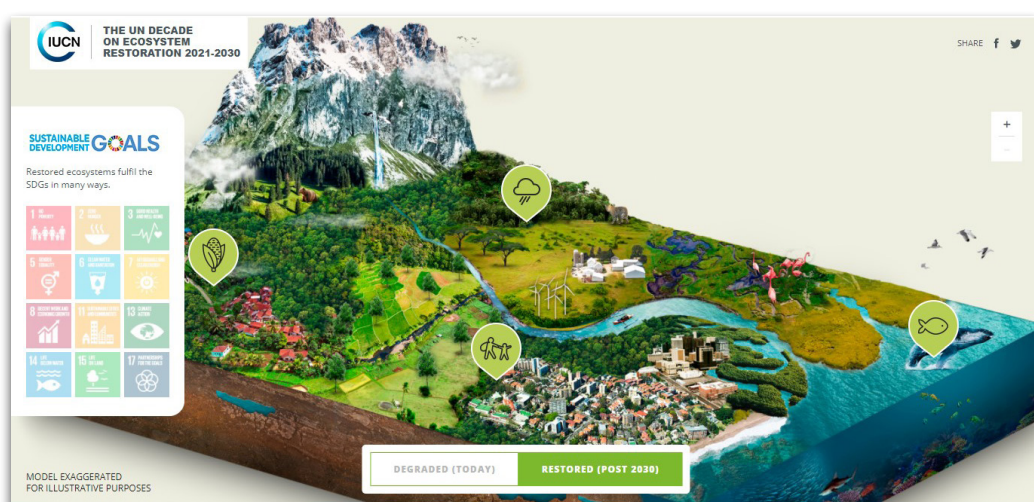 IUCN
THE UN DECADE
ON ECOSYSTEM
RESTORATION 2021-2030
SHARE
SUSTAINABLE
DEVELOPMENT GOALS
Restored ecosystems fulfil the
SDGs in many ways.
1
2
3
5
6
7
8
11
13
14
15
17
+
DEGRADED (TODAY)
RESTORED (POST 2030)
MODEL EXAGGERATED
FOR ILLUSTRATIVE PURPOSES